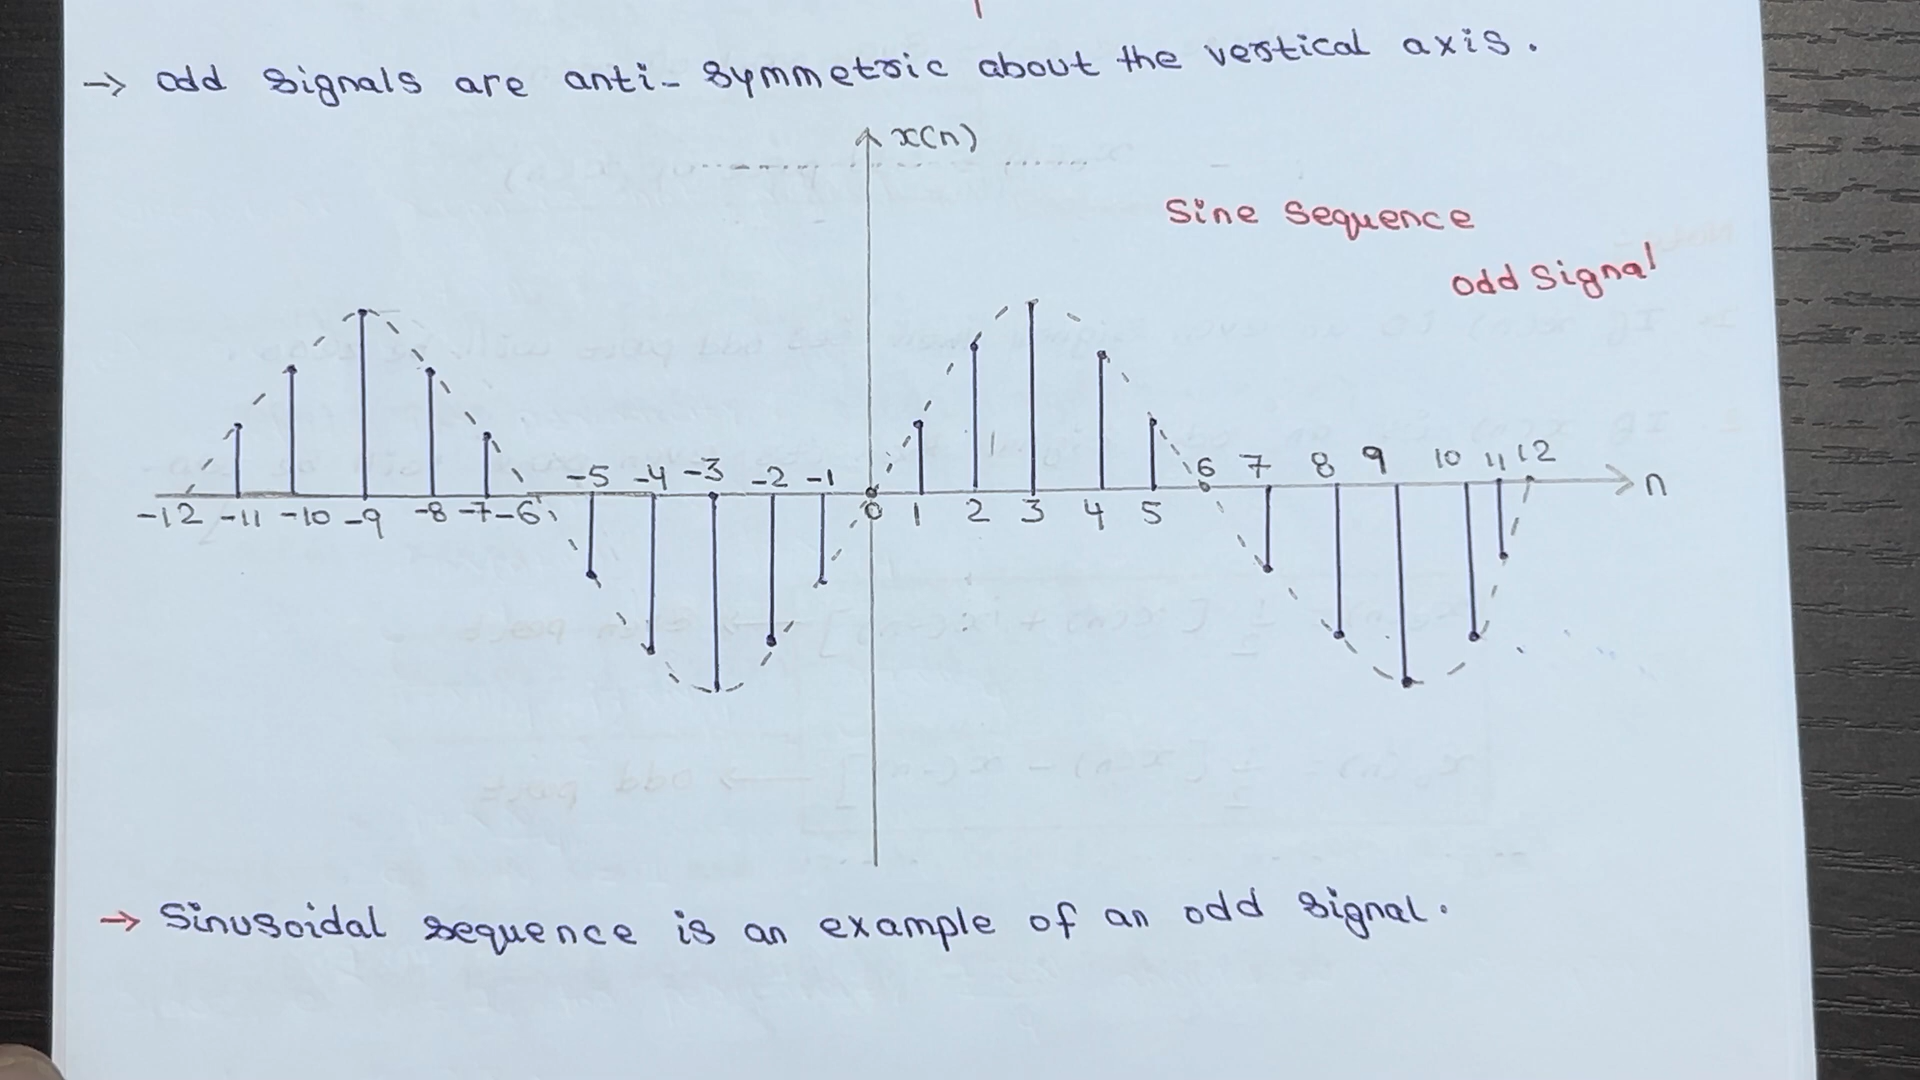 → Odd signals are anti-symmetric about the vertical axis.
x(n)
Sine sequence
Odd signal
-5 -4 -3 -2 -1
6 7 8 9 10 11 12
n
-12 -11 -10 -9 -8 -7 -6
0 1 2 3 4 5
→ Sinusoidal sequence is an example of an odd signal.